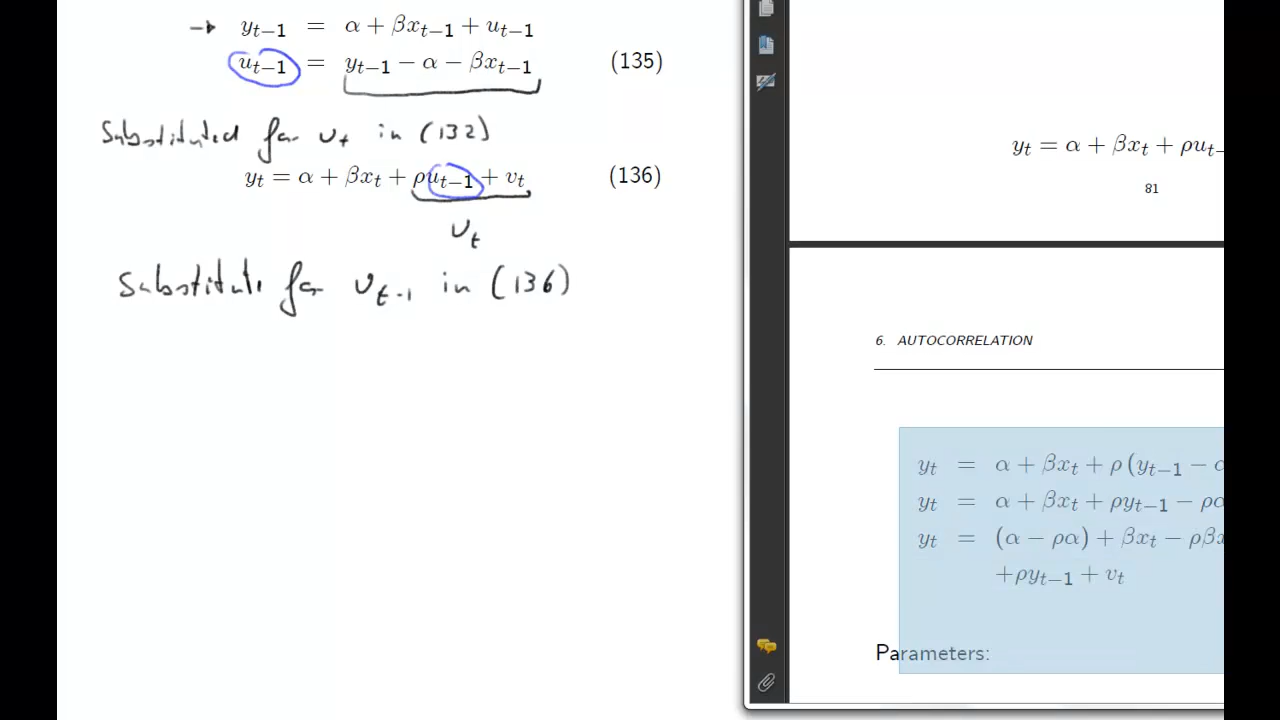 → y_{t−1} = α + βx_{t−1} + u_{t−1}
u_{t−1} = y_{t−1} − α − βx_{t−1} (135)
Substituted for u_t in (132)
y_t = α + βx_t + ρu_{t−1} + v_t (136)
u_t
Substitute for u_{t-1} in (136)
y_t = α + βx_t + ρu_{t−
81
6. AUTOCORRELATION
y_t = α + βx_t + ρ(y_{t−1} − α
y_t = α + βx_t + ρy_{t−1} − ρα
y_t = (α − ρα) + βx_t − ρβx
+ρy_{t−1} + v_t
Parameters: